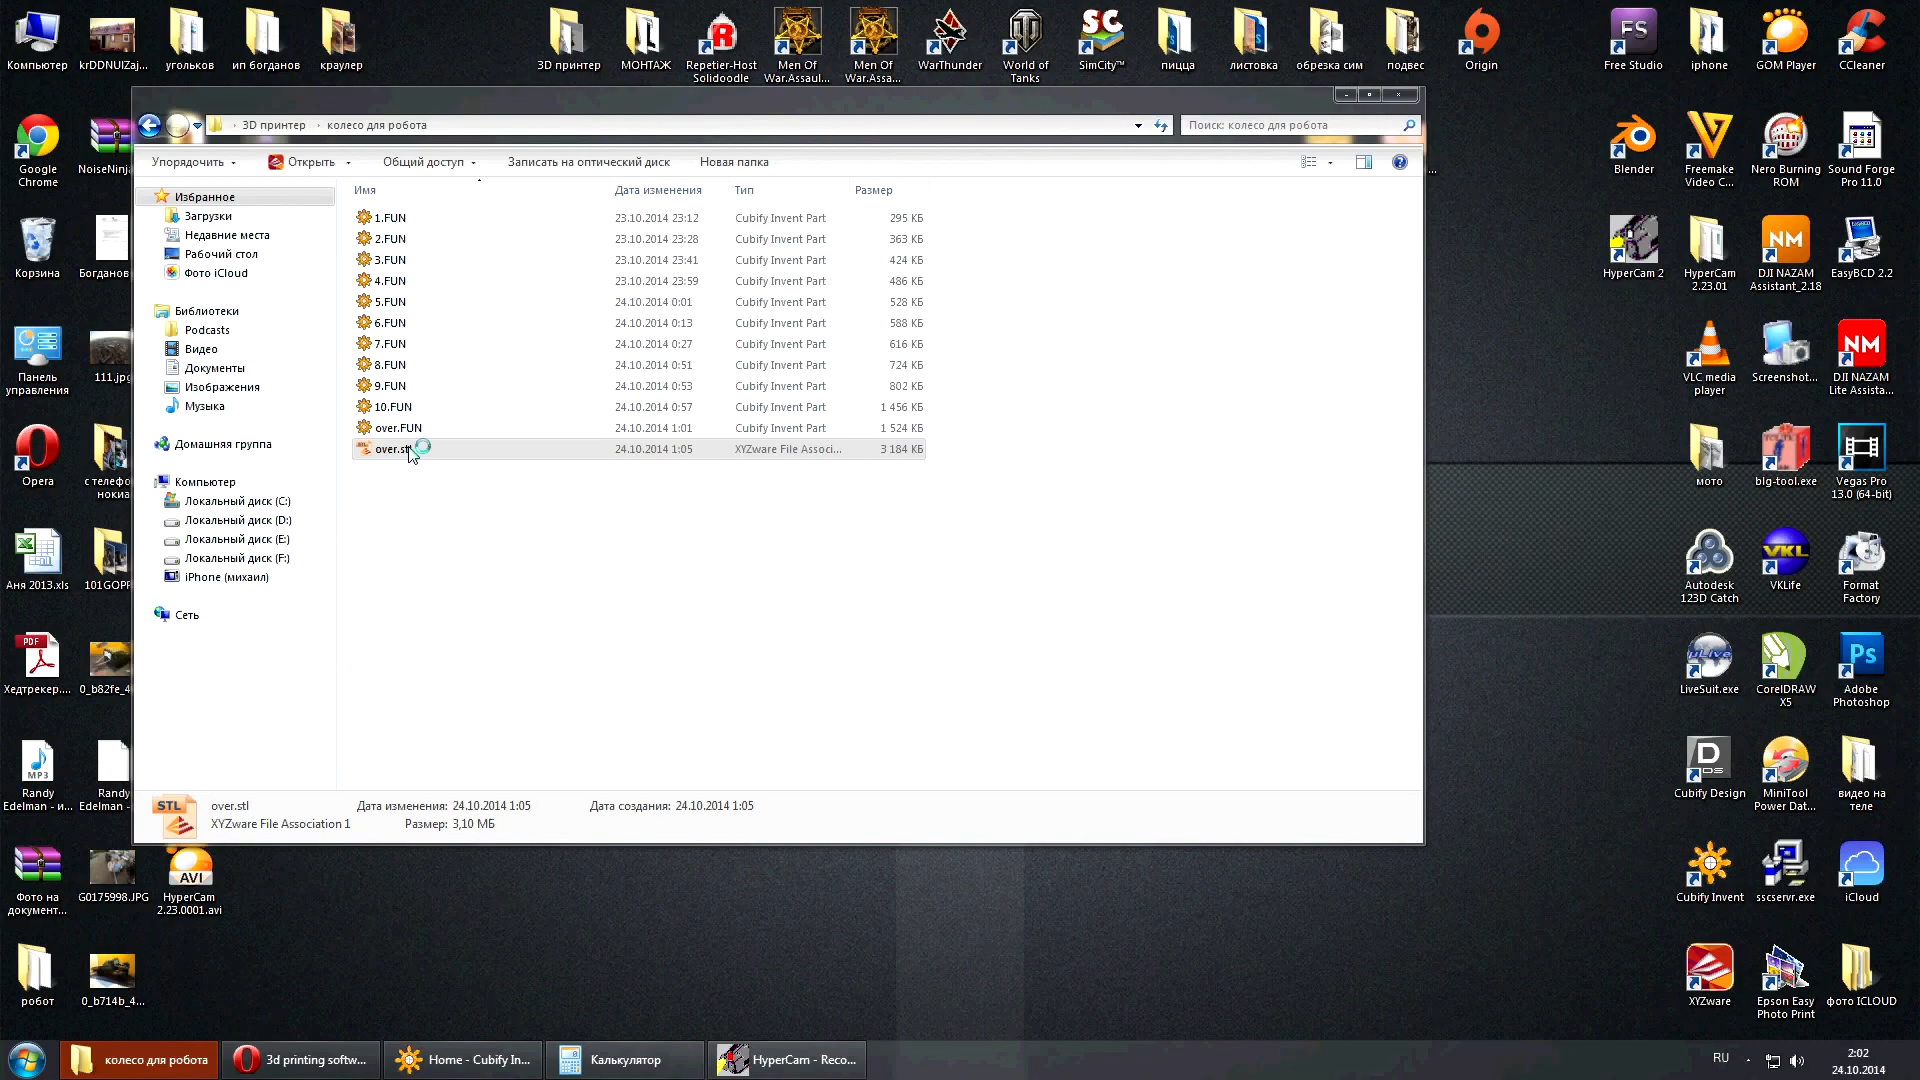 Компьютер
krDDNUlZaj...
угольков
ип богданов
краулер
3D принтер
МОНТАЖ
Repetier-Host
Solidoodle
Men Of
War.Assaul...
Men Of
War.Assa...
WarThunder
World of
Tanks
SimCity™
пицца
листовка
обрезка сим
подвес
Origin
Free Studio
iphone
GOM Player
CCleaner
3D принтер
колесо для робота
Поиск: колесо для робота
Упорядочить
Открыть
Общий доступ
Записать на оптический диск
Новая папка
Имя
Дата изменения
Тип
Размер
1.FUN 23.10.2014 23:12 Cubify Invent Part 295 КБ
2.FUN 23.10.2014 23:28 Cubify Invent Part 363 КБ
3.FUN 23.10.2014 23:41 Cubify Invent Part 424 КБ
4.FUN 23.10.2014 23:59 Cubify Invent Part 486 КБ
5.FUN 24.10.2014 0:01 Cubify Invent Part 528 КБ
6.FUN 24.10.2014 0:13 Cubify Invent Part 588 КБ
7.FUN 24.10.2014 0:27 Cubify Invent Part 616 КБ
8.FUN 24.10.2014 0:51 Cubify Invent Part 724 КБ
9.FUN 24.10.2014 0:53 Cubify Invent Part 802 КБ
10.FUN 24.10.2014 0:57 Cubify Invent Part 1 456 КБ
over.FUN 24.10.2014 1:01 Cubify Invent Part 1 524 КБ
over.st 24.10.2014 1:05 XYZware File Associ... 3 184 КБ
Избранное
Загрузки
Недавние места
Рабочий стол
Фото iCloud
Библиотеки
Podcasts
Видео
Документы
Изображения
Музыка
Домашняя группа
Компьютер
Локальный диск (C:)
Локальный диск (D:)
Локальный диск (E:)
Локальный диск (F:)
iPhone (михаил)
Сеть
STL
over.stl
XYZware File Association 1
Дата изменения: 24.10.2014 1:05
Размер: 3,10 МБ
Дата создания: 24.10.2014 1:05
Google
Chrome
NoiseNinja
Корзина
Богданов
Панель
управления
111.jpg
Opera
с телефо
нокиа
Аня 2013.xls
101GOPR
PDF
Хедтрекер....
0_b82fe_4
MP3
Randy
Edelman - и...
Randy
Edelman -
Фото на
документ...
G0175998.JPG
AVI
HyperCam
2.23.0001.avi
робот
0_b714b_4...
Blender
Freemake
Video C...
Nero Burning
ROM
Sound Forge
Pro 11.0
HyperCam 2
HyperCam
2.23.01
DJI NAZAM
Assistant_2.18
EasyBCD 2.2
VLC media
player
Screenshot...
DJI NAZAM
Lite Assista...
мото
blg-tool.exe
Vegas Pro
13.0 (64-bit)
Autodesk
123D Catch
VKLife
Format
Factory
LiveSuit.exe
CorelDRAW
X5
Adobe
Photoshop
Cubify Design
MiniTool
Power Dat...
видео на
теле
Cubify Invent
sscservr.exe
iCloud
XYZware
Epson Easy
Photo Print
фото ICLOUD
колесо для робота
3d printing softw...
Home - Cubify In...
Калькулятор
HyperCam - Reco...
RU
2:02
24.10.2014